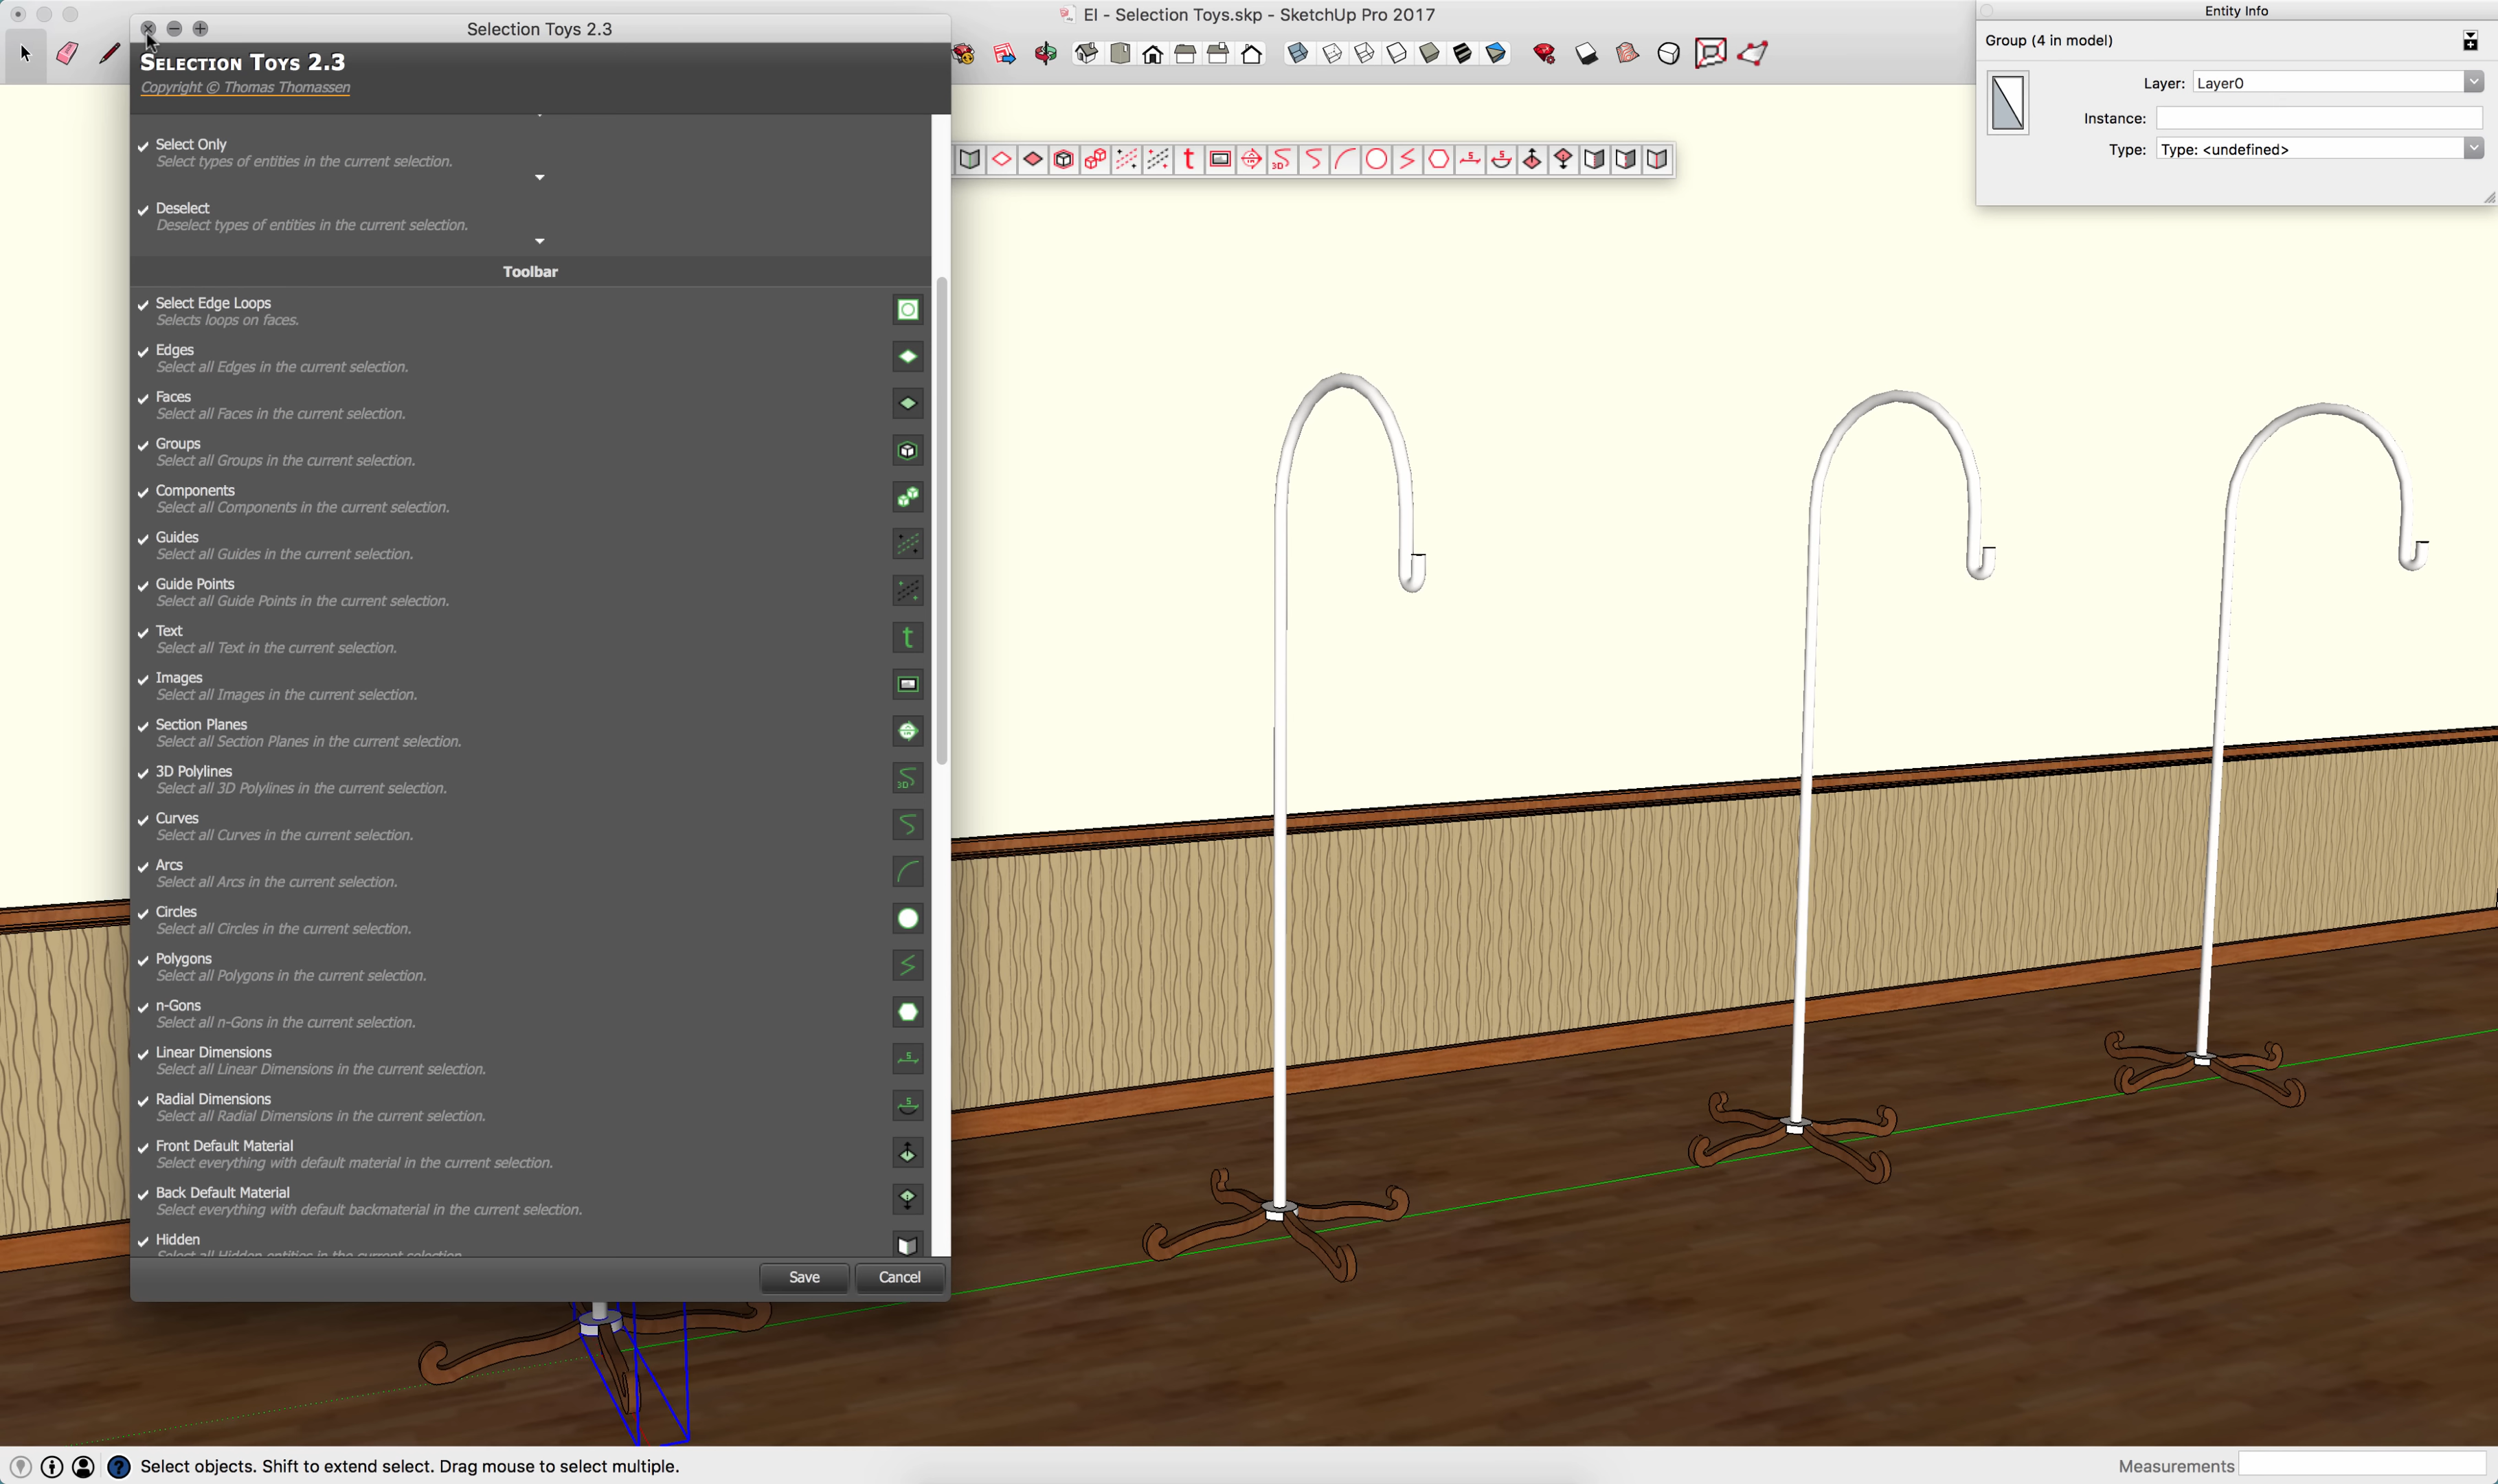 EI - Selection Toys.skp - SketchUp Pro 2017
Selection Toys 2.3
Selection Toys 2.3
Copyright © Thomas Thomassen
Select Only
Select types of entities in the current selection.
Deselect
Deselect types of entities in the current selection.
Toolbar
Select Edge Loops
Selects loops on faces.
Edges
Select all Edges in the current selection.
Faces
Select all Faces in the current selection.
Groups
Select all Groups in the current selection.
Components
Select all Components in the current selection.
Guides
Select all Guides in the current selection.
Guide Points
Select all Guide Points in the current selection.
Text
Select all Text in the current selection.
Images
Select all Images in the current selection.
Section Planes
Select all Section Planes in the current selection.
3D Polylines
Select all 3D Polylines in the current selection.
Curves
Select all Curves in the current selection.
Arcs
Select all Arcs in the current selection.
Circles
Select all Circles in the current selection.
Polygons
Select all Polygons in the current selection.
n-Gons
Select all n-Gons in the current selection.
Linear Dimensions
Select all Linear Dimensions in the current selection.
Radial Dimensions
Select all Radial Dimensions in the current selection.
Front Default Material
Select everything with default material in the current selection.
Back Default Material
Select everything with default backmaterial in the current selection.
Hidden
Select all Hidden entities in the current selection.
Save
Cancel
Entity Info
Group (4 in model)
Layer: Layer0
Instance:
Type: Type: <undefined>
Select objects. Shift to extend select. Drag mouse to select multiple.
Measurements